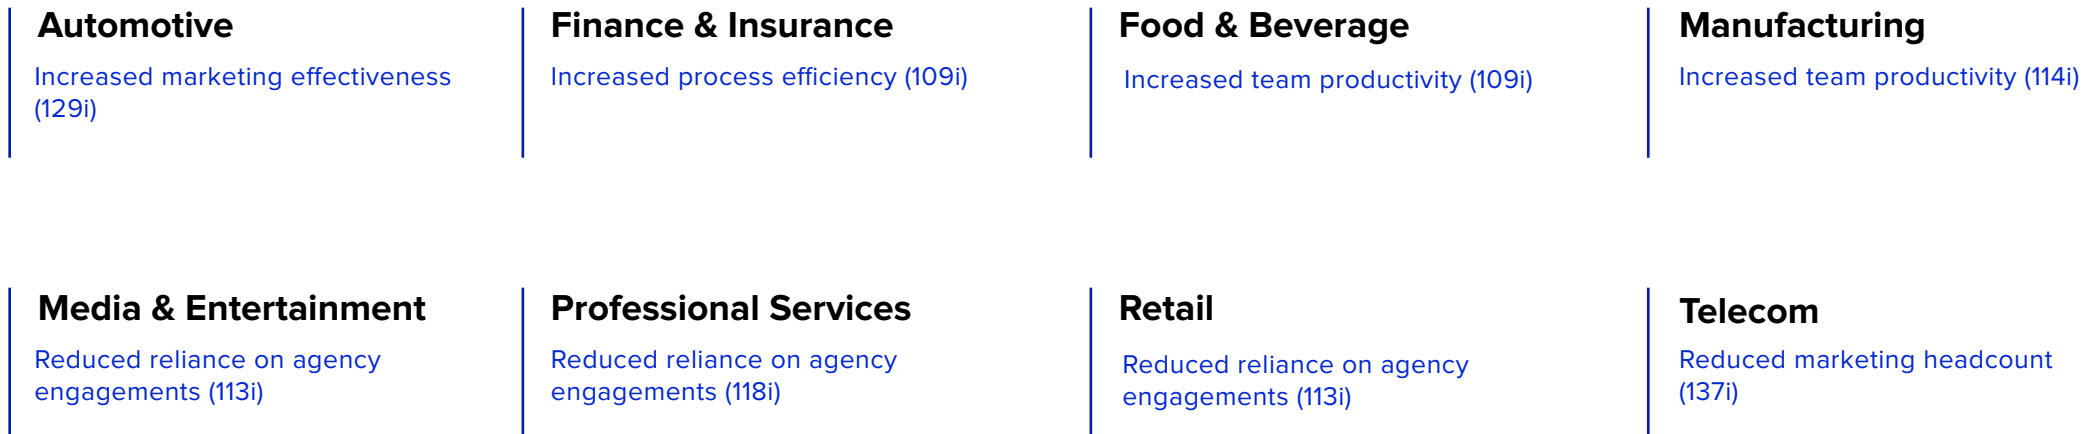 Automotive
Increased marketing effectiveness
(129i)
Finance & Insurance
Increased process efficiency (109i)
Food & Beverage
Increased team productivity (109i)
Manufacturing
Increased team productivity (114i)
Media & Entertainment
Reduced reliance on agency
engagements (113i)
Professional Services
Reduced reliance on agency
engagements (118i)
Retail
Reduced reliance on agency
engagements (113i)
Telecom
Reduced marketing headcount
(137i)